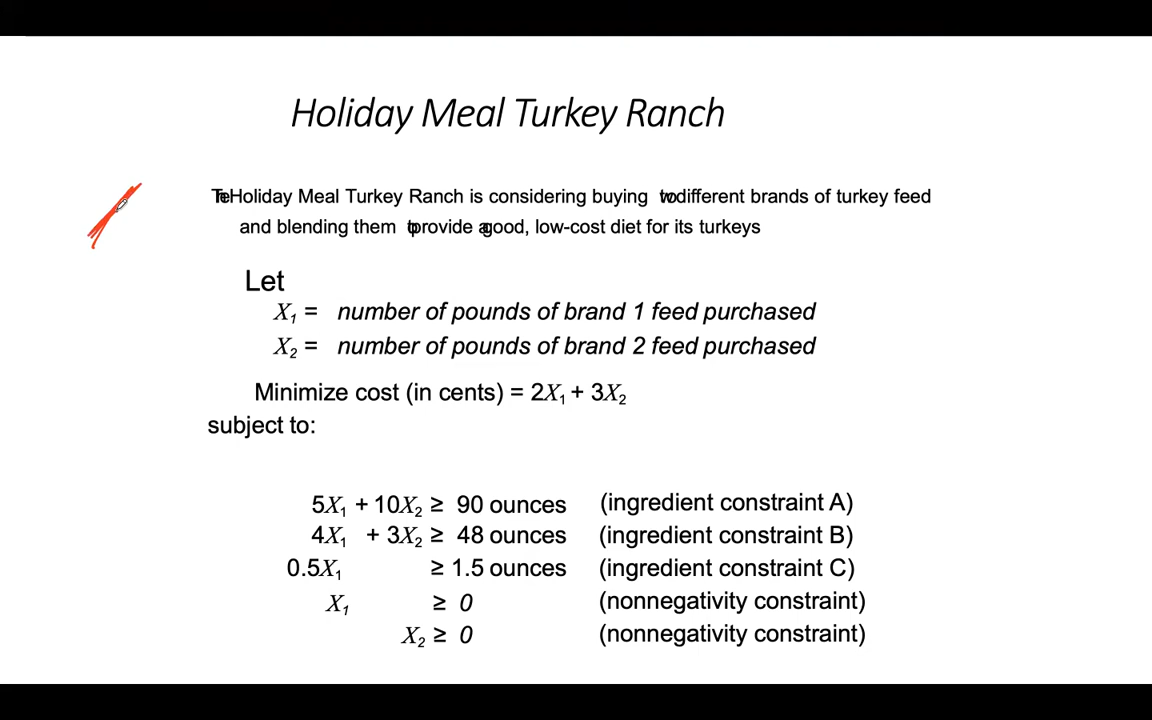 Holiday Meal Turkey Ranch
The Holiday Meal Turkey Ranch is considering buying two different brands of turkey feed
and blending them to provide a good, low-cost diet for its turkeys
Let
X₁ = number of pounds of brand 1 feed purchased
X₂ = number of pounds of brand 2 feed purchased
Minimize cost (in cents) = 2X₁ + 3X₂
subject to:
5X₁ + 10X₂ ≥ 90 ounces (ingredient constraint A)
4X₁ + 3X₂ ≥ 48 ounces (ingredient constraint B)
0.5X₁ ≥ 1.5 ounces (ingredient constraint C)
X₁ ≥ 0 (nonnegativity constraint)
X₂ ≥ 0 (nonnegativity constraint)